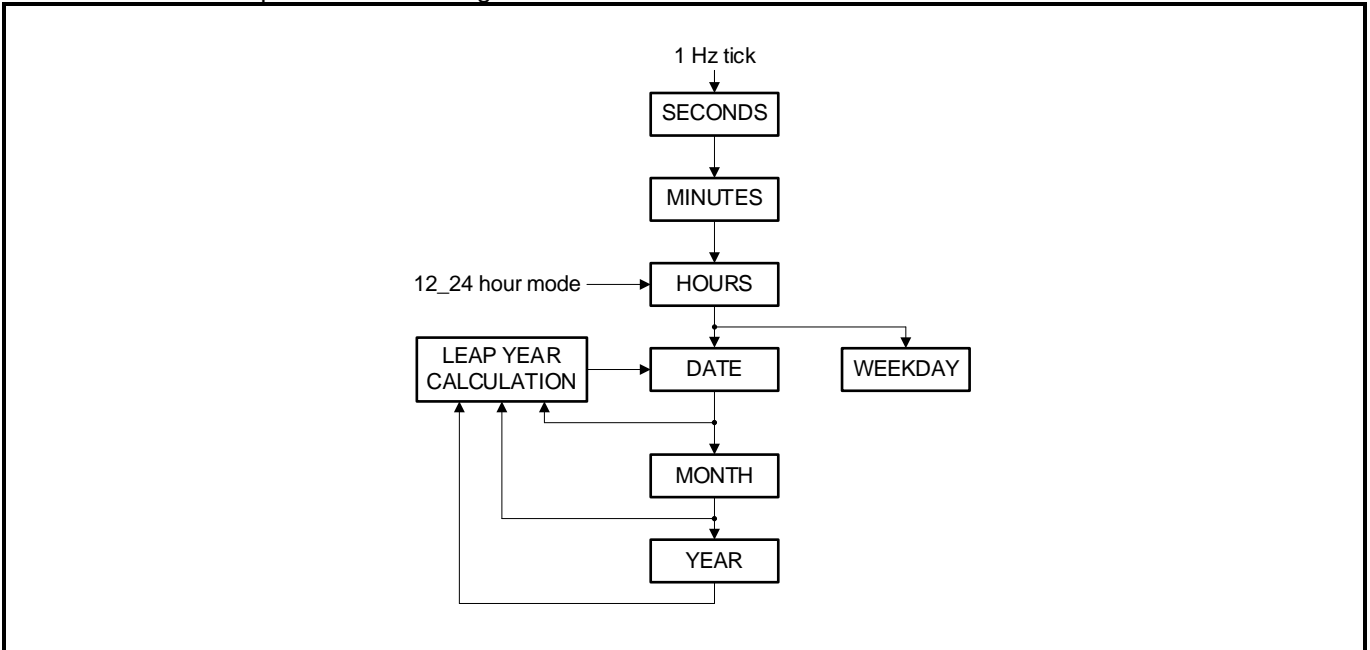 1 Hz tick
SECONDS
MINUTES
12_24 hour mode
HOURS
LEAP YEAR
CALCULATION
DATE
WEEKDAY
MONTH
YEAR